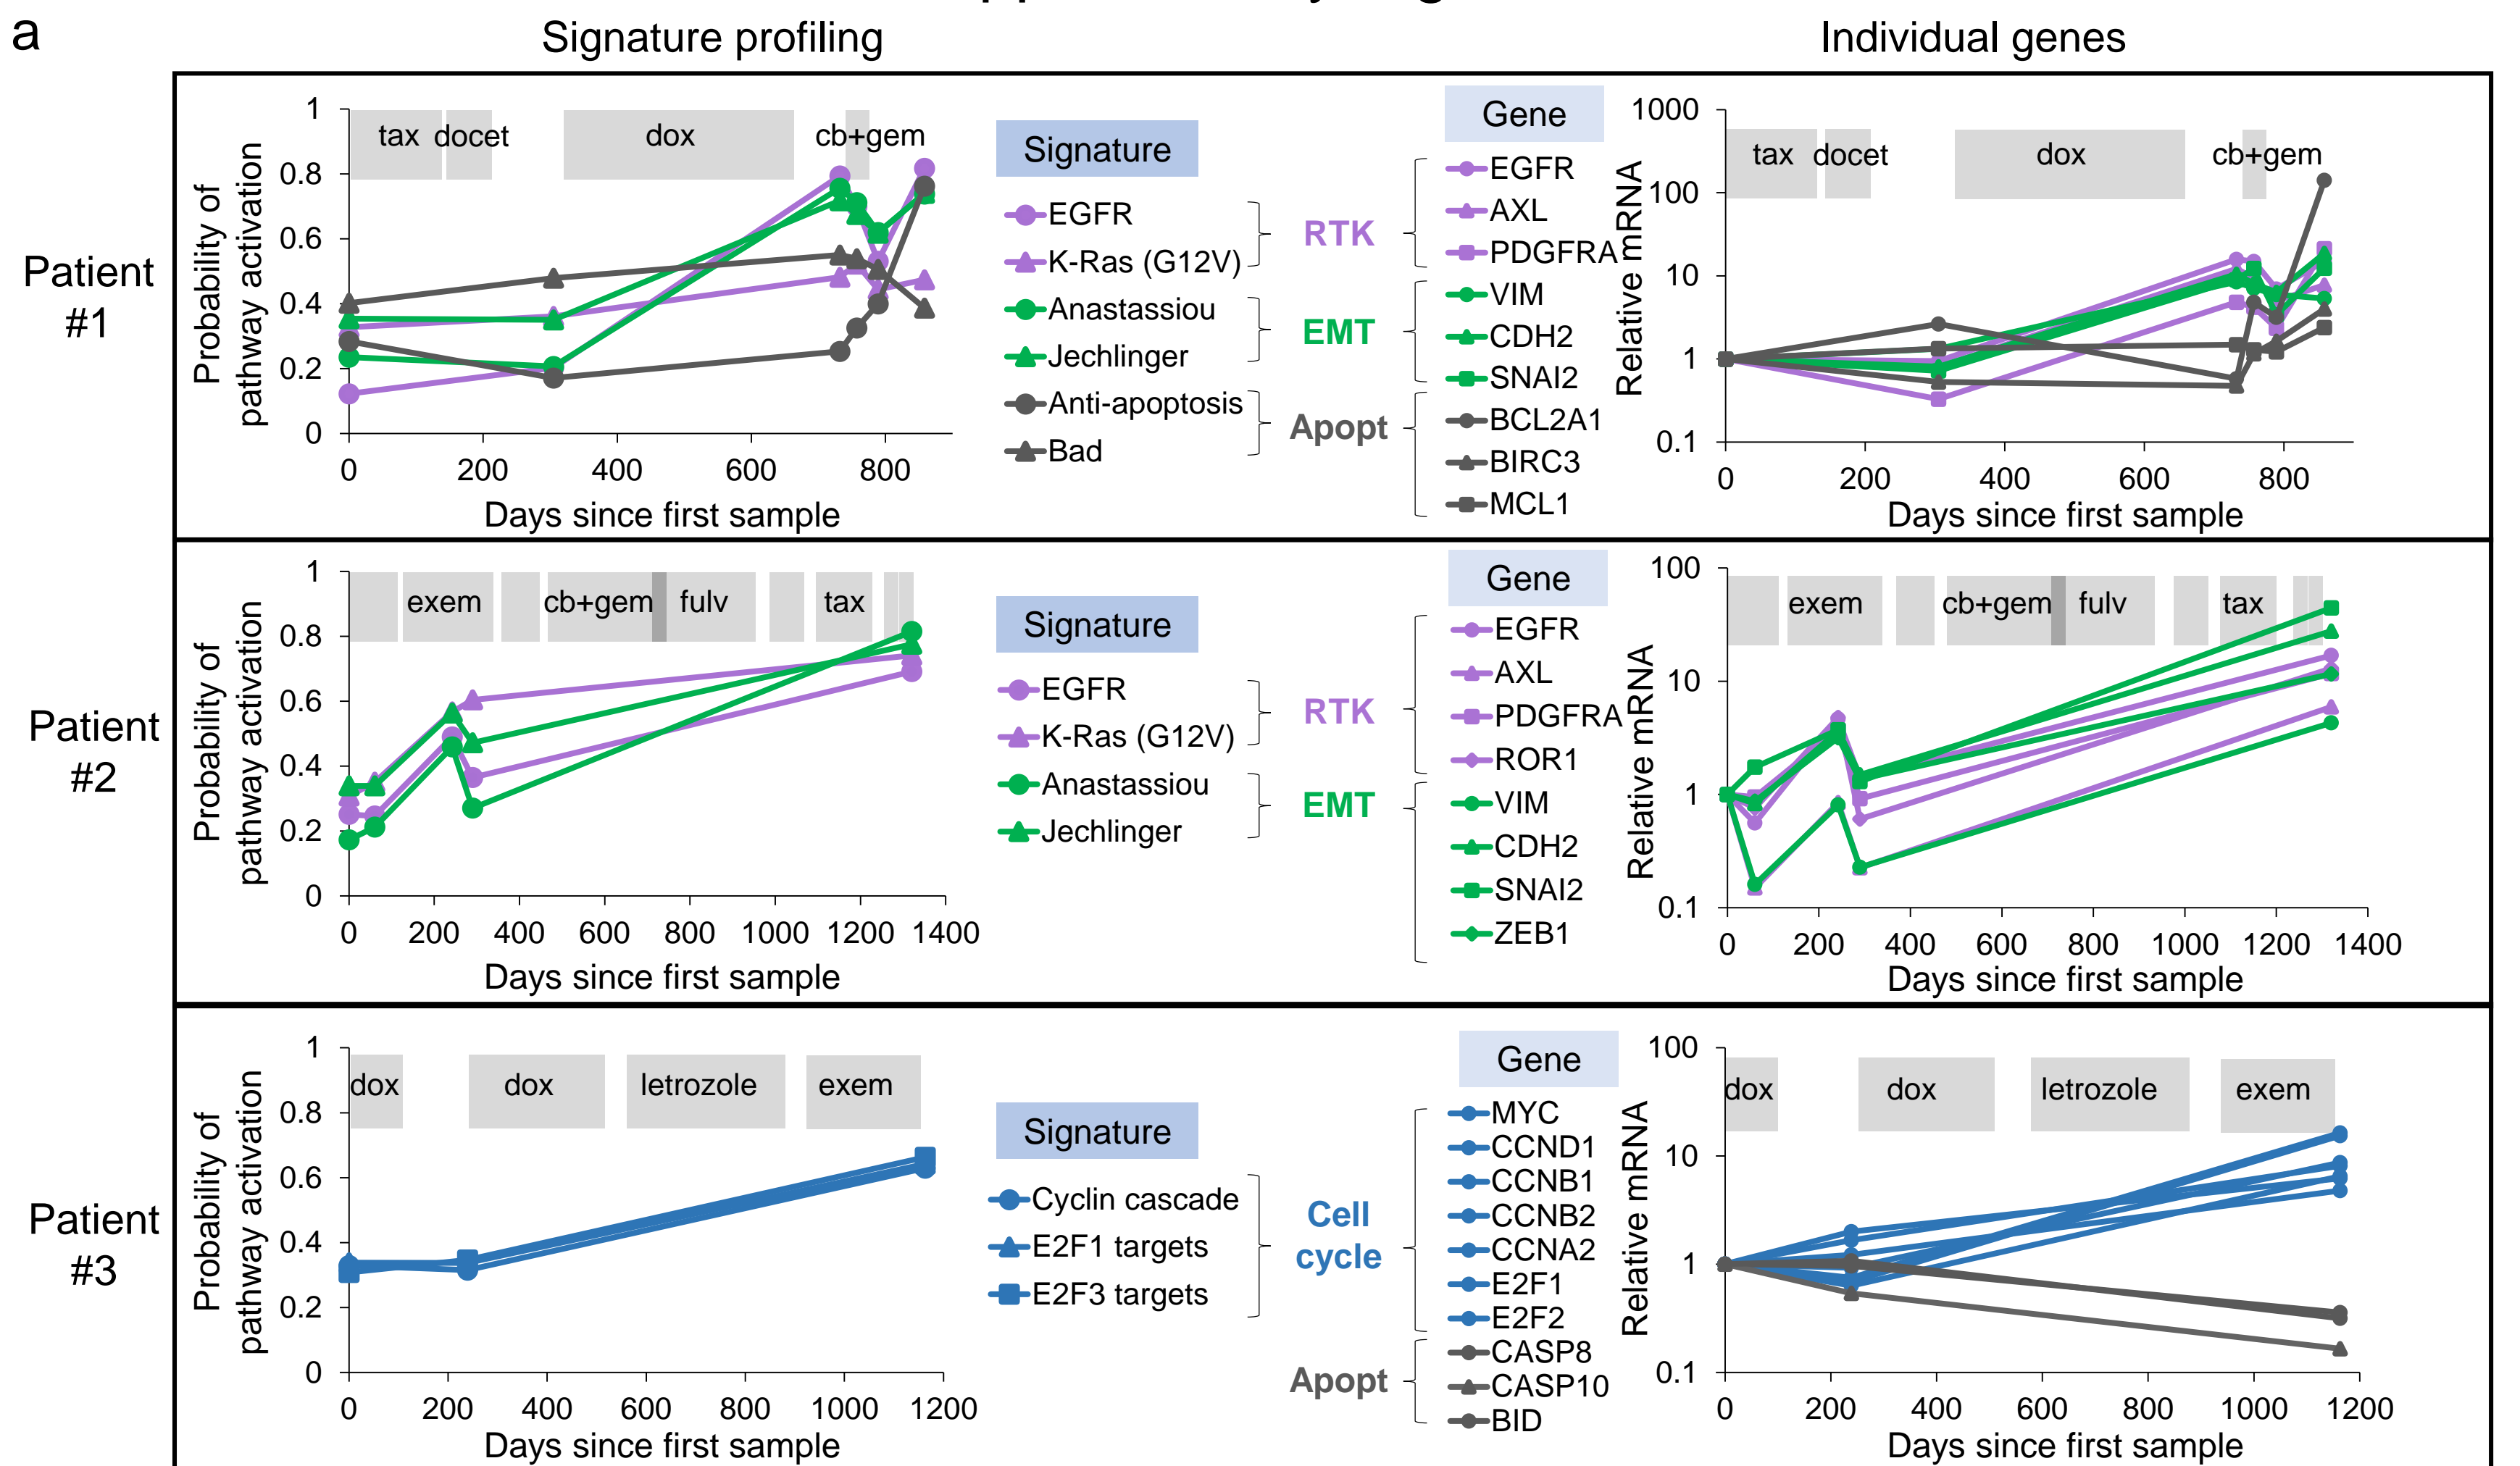 a
Signature profiling
Individual genes
Patient
#1
Probability of
pathway activation
1
0.8
0.6
0.4
0.2
0
tax
docet
dox
cb+gem
0
200
400
600
800
Days since first sample
Signature
EGFR
K-Ras (G12V)
Anastassiou
Jechlinger
Anti-apoptosis
Bad
RTK
EMT
Apopt
Gene
EGFR
AXL
PDGFRA
VIM
CDH2
SNAI2
BCL2A1
BIRC3
MCL1
Relative mRNA
1000
100
10
1
0.1
tax
docet
dox
cb+gem
0
200
400
600
800
Days since first sample
Patient
#2
Probability of
pathway activation
1
0.8
0.6
0.4
0.2
0
exem
cb+gem
fulv
tax
0
200
400
600
800
1000
1200
1400
Days since first sample
Signature
EGFR
K-Ras (G12V)
Anastassiou
Jechlinger
RTK
EMT
Gene
EGFR
AXL
PDGFRA
ROR1
VIM
CDH2
SNAI2
ZEB1
Relative mRNA
100
10
1
0.1
exem
cb+gem
fulv
tax
0
200
400
600
800
1000
1200
1400
Days since first sample
Patient
#3
Probability of
pathway activation
1
0.8
0.6
0.4
0.2
0
dox
dox
letrozole
exem
0
200
400
600
800
1000
1200
Days since first sample
Signature
Cyclin cascade
E2F1 targets
E2F3 targets
Cell
cycle
Apopt
Gene
MYC
CCND1
CCNB1
CCNB2
CCNA2
E2F1
E2F2
CASP8
CASP10
BID
Relative mRNA
100
10
1
0.1
dox
dox
letrozole
exem
0
200
400
600
800
1000
1200
Days since first sample